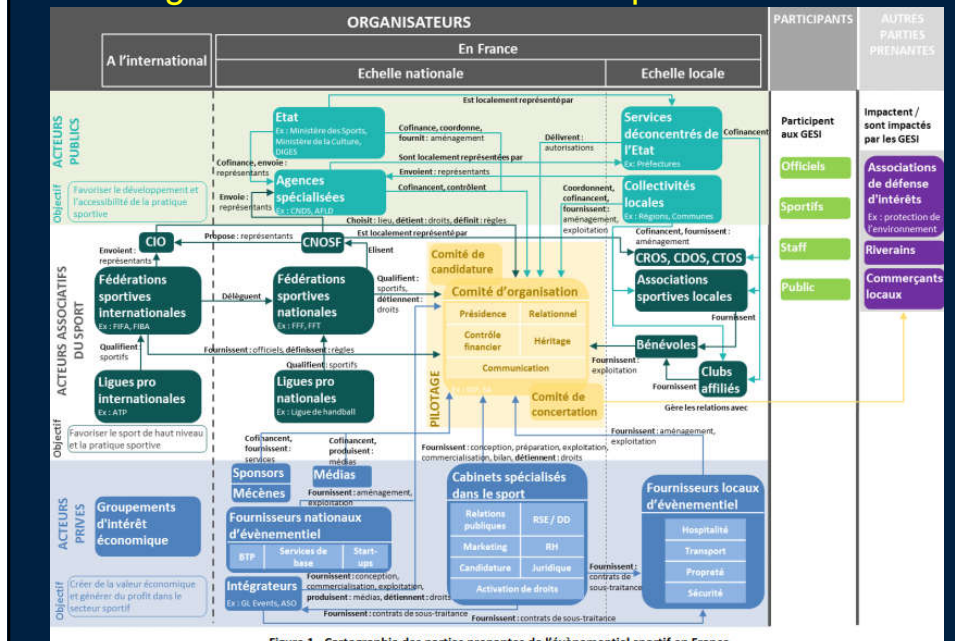 ORGANISATEURS
PARTICIPANTS
AUTRES
PARTIES
PRENANTES
A l'international
En France
Echelle nationale
Echelle locale
ACTEURS
PUBLICS
Objectif
Favoriser le développement et
l'accessibilité de la pratique
sportive
Est localement représenté par
Etat
Ex : Ministère des Sports,
Ministère de la Culture,
DIGES
Cofinance, coordonne,
fournit : aménagement
Délivrent :
autorisations
Services
déconcentrés de
l'Etat
Ex: Préfectures
Cofinancent
Cofinance, envoie :
représentants
Sont localement représentées par
Envoient : représentants
Agences
spécialisées
Ex : CNDS, AFLD
Cofinancent, contrôlent
Envoie :
représentants
Coordonnent,
cofinancent,
fournissent :
aménagement,
exploitation
Collectivités
locales
Ex : Régions, Communes
Choisit : lieu, détient : droits, définit : règles
Participent
aux GESI
Officiels
Sportifs
Staff
Public
Impactent /
sont impactés
par les GESI
Associations
de défense
d'intérêts
Ex : protection de
l'environnement
Riverains
Commerçants
locaux
ACTEURS ASSOCIATIFS
DU SPORT
Objectif
Favoriser le sport de haut niveau
et la pratique sportive
CIO
Propose : représentants
CNOSF
Est localement représenté par
Cofinancent, fournissent :
aménagement
CROS, CDOS, CTOS
Envoient :
représentants
Elisent
Fédérations
sportives
internationales
Ex : FIFA, FIBA
Délèguent
Fédérations
sportives
nationales
Ex : FFF, FFT
Qualifient :
sportifs,
détiennent :
droits
Comité de
candidature
Comité d'organisation
Présidence
Relationnel
Contrôle
financier
Héritage
Communication
PILOTAGE
Comité de
concertation
Associations
sportives locales
Fournissent
Bénévoles
Fournissent :
exploitation
Fournissent
Clubs
affiliés
Gère les relations avec
Qualifient :
sportifs
Fournissent : officiels, définissent : règles
Qualifient : sportifs
Ligues pro
internationales
Ex : ATP
Ligues pro
nationales
Ex : Ligue de handball
ACTEURS
PRIVES
Objectif
Créer de la valeur économique
et générer du profit dans le
secteur sportif
Groupements
d'intérêt
économique
Cofinancent,
fournissent :
services
Cofinancent,
produisent :
médias
Sponsors
Mécènes
Médias
Fournissent : aménagement,
exploitation
Fournisseurs nationaux
d'évènementiel
BTP
Services de
base
Start-
ups
Intégrateurs
Ex : GL Events, ASO
Fournissent : conception,
commercialisation, exploitation,
produisent : médias, détiennent : droits
Fournissent : contrats de sous-traitance
Fournissent : contrats de sous-traitance
Fournissent : conception, préparation, exploitation,
commercialisation, bilan, détiennent : droits
Cabinets spécialisés
dans le sport
Relations
publiques
RSE / DD
Marketing
RH
Candidature
Juridique
Activation de droits
Fournissent :
contrats de
sous-traitance
Fournissent : aménagement,
exploitation
Fournisseurs locaux
d'évènementiel
Hospitalité
Transport
Propreté
Sécurité
Figure 1 - Cartographie des parties prenantes de l'évènementiel sportif en France